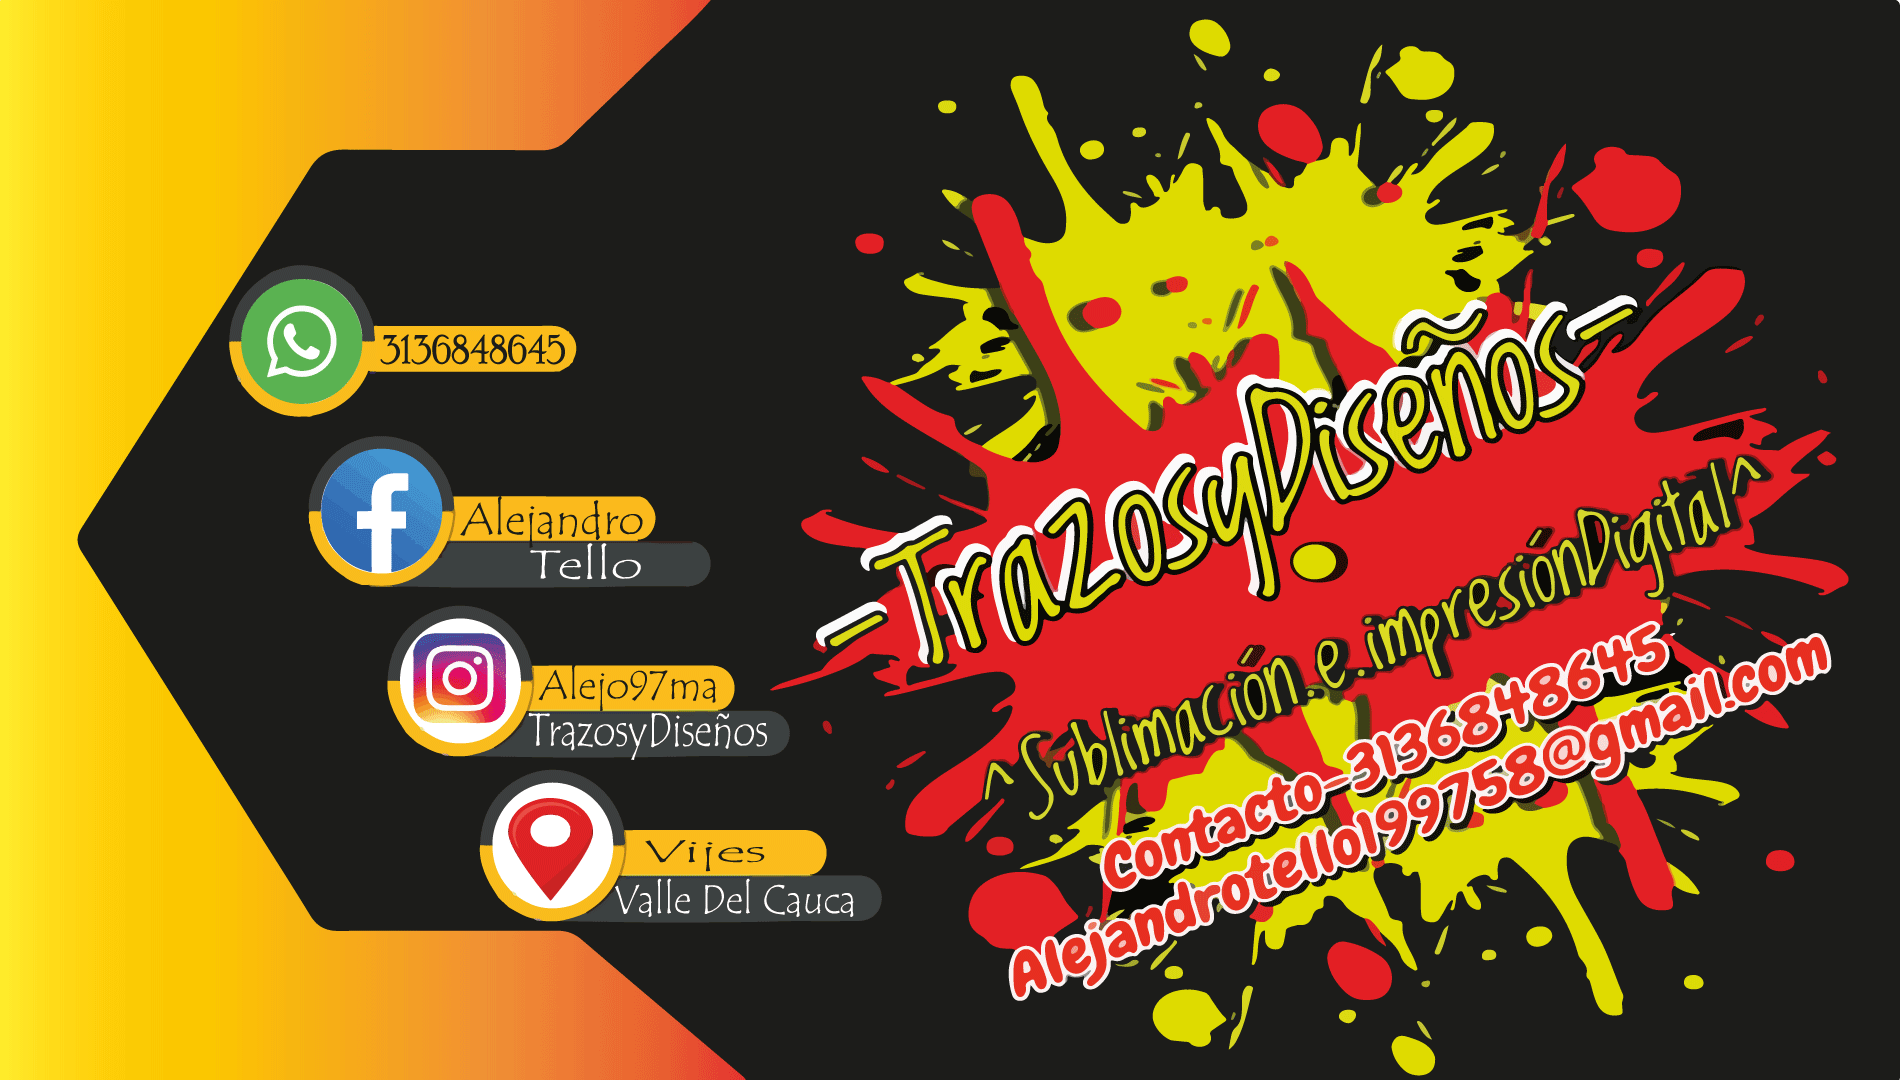 3136848645
Alejandro
Tello
Alejo97ma
TrazosyDiseños
Vijes
Valle Del Cauca
-TrazosyDiseños-
^Sublimación.e.impresiónDigital^
Contacto-3136848645
Alejandrotello199758@gmail.com